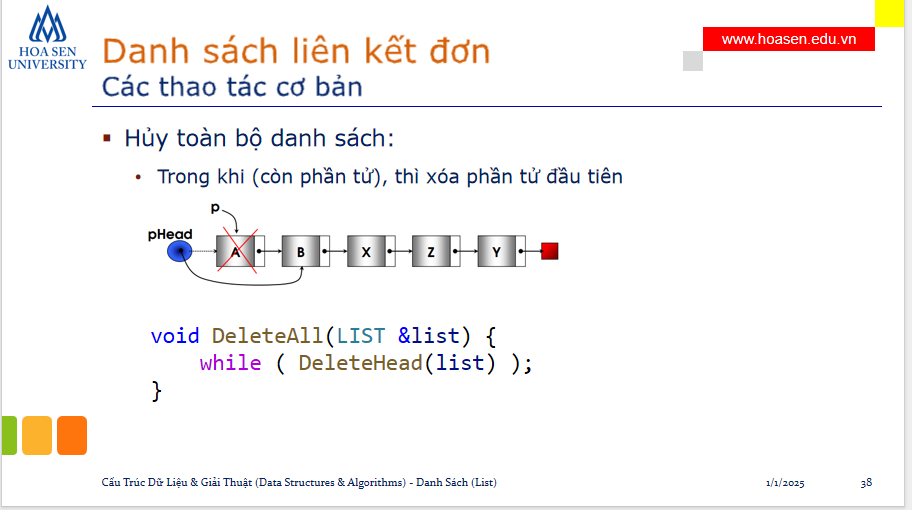 HOA SEN
UNIVERSITY
www.hoasen.edu.vn
Danh sách liên kết đơn
Các thao tác cơ bản
Hủy toàn bộ danh sách:
Trong khi (còn phần tử), thì xóa phần tử đầu tiên
p
pHead
A B X Z Y
void DeleteAll(LIST &list) {
while ( DeleteHead(list) );
}
Cấu Trúc Dữ Liệu & Giải Thuật (Data Structures & Algorithms) - Danh Sách (List) 1/1/2025 38